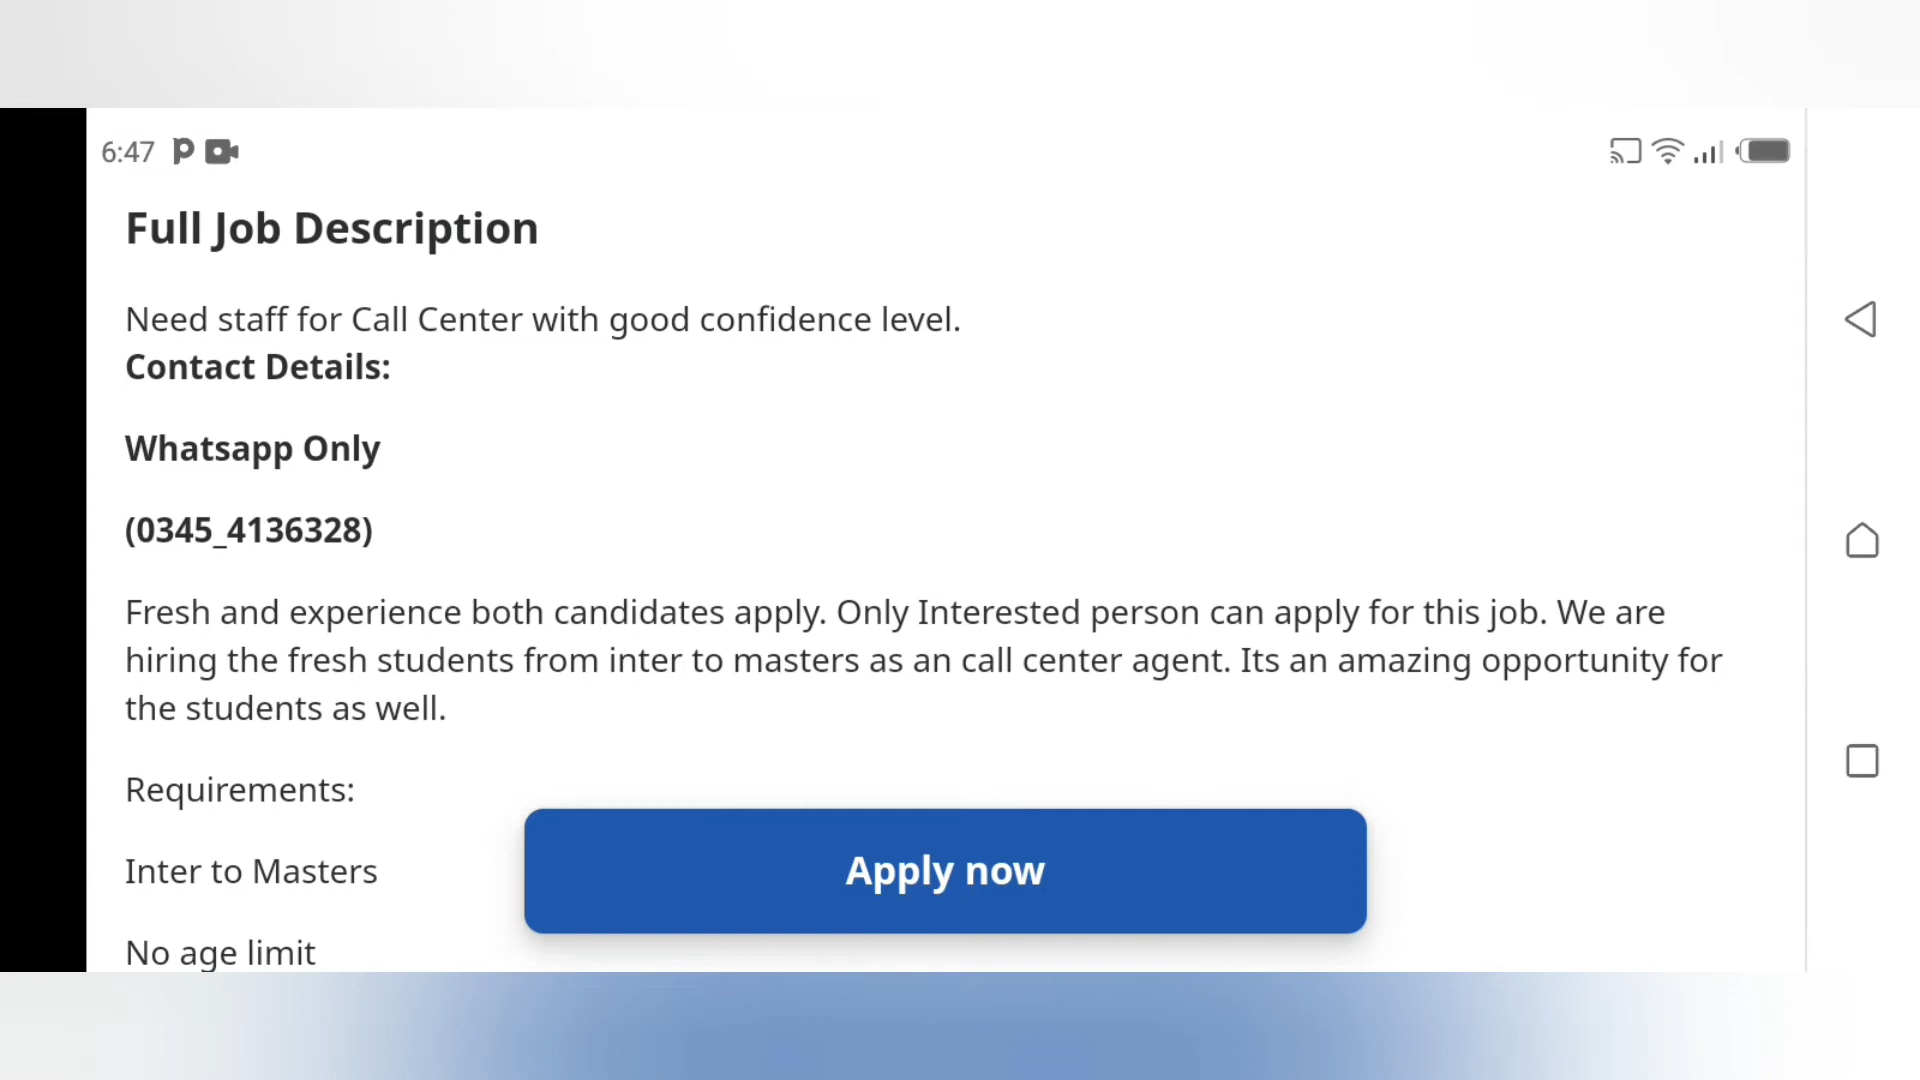 6:47
Full Job Description
Need staff for Call Center with good confidence level.
Contact Details:
Whatsapp Only
(0345_4136328)
Fresh and experience both candidates apply. Only Interested person can apply for this job. We are
hiring the fresh students from inter to masters as an call center agent. Its an amazing opportunity for
the students as well.
Requirements:
Inter to Masters
Apply now
No age limit